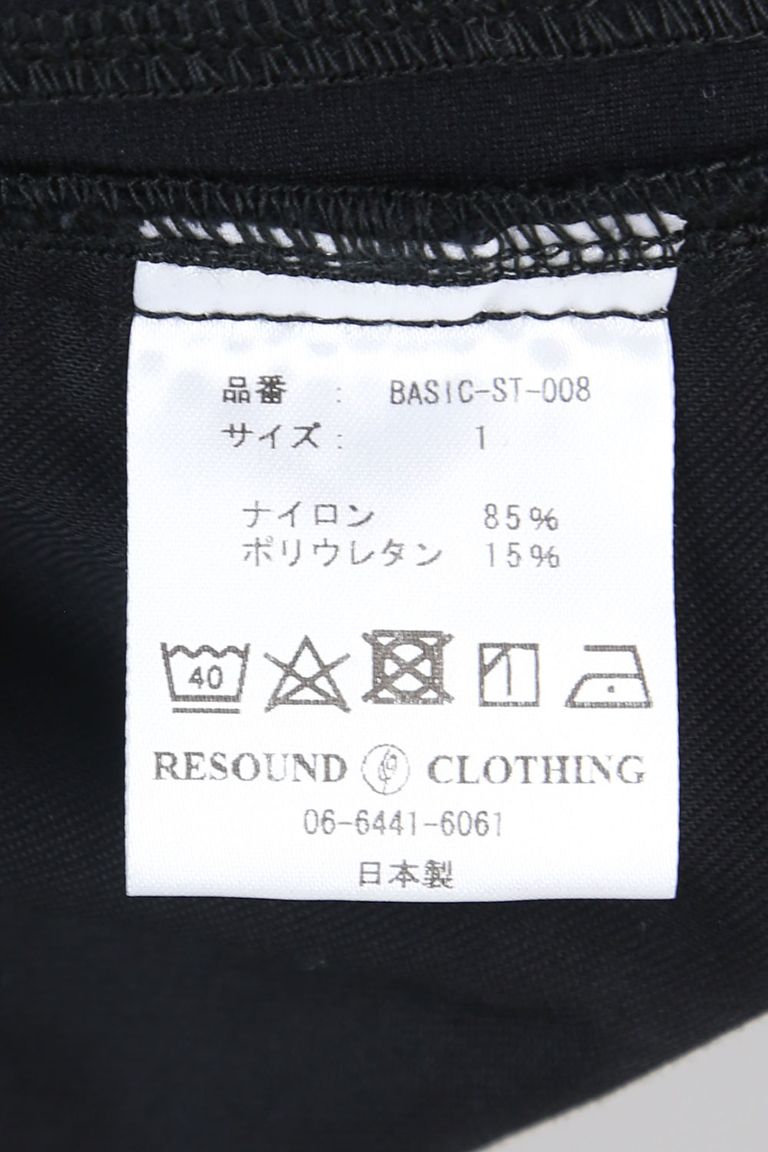 品番 : BASIC-ST-008
サイズ : 1
ナイロン 85%
ポリウレタン 15%
40
RESOUND CLOTHING
06-6441-6061
日本製